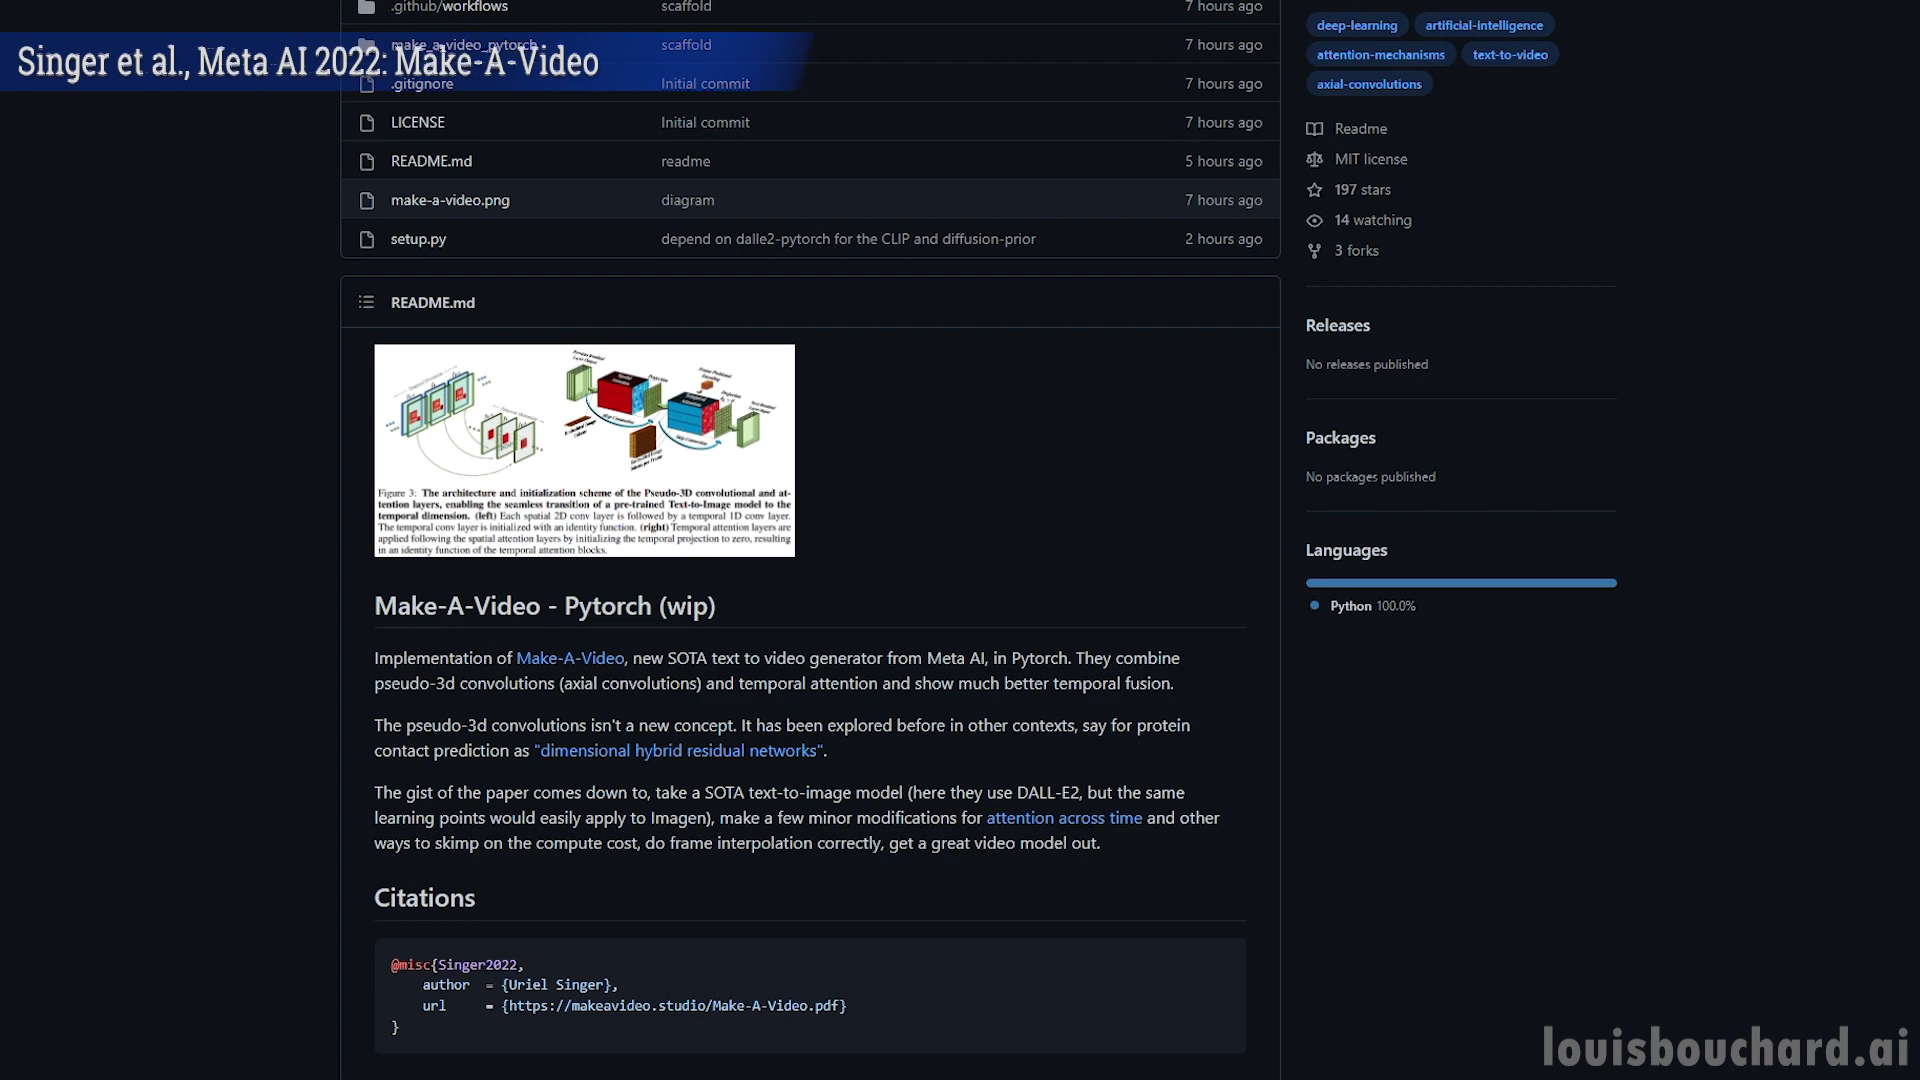 .github/workflows scaffold 7 hours ago
make_a_video_pytorch scaffold 7 hours ago
Singer et al., Meta AI 2022: Make-A-Video
.gitignore Initial commit 7 hours ago
LICENSE Initial commit 7 hours ago
README.md readme 5 hours ago
make-a-video.png diagram 7 hours ago
setup.py depend on dalle2-pytorch for the CLIP and diffusion-prior 2 hours ago
deep-learning artificial-intelligence
attention-mechanisms text-to-video
axial-convolutions
Readme
MIT license
197 stars
14 watching
3 forks
Releases
No releases published
Packages
No packages published
Languages
Python 100.0%
README.md
Figure 3: The architecture and initialization scheme of the Pseudo-3D convolutional and at-
tention layers, enabling the seamless transition of a pre-trained Text-to-Image model to the
temporal dimension. (left) Each spatial 2D conv layer is followed by a temporal 1D conv layer.
The temporal conv layer is initialized with an identity function. (right) Temporal attention layers are
applied following the spatial attention layers by initializing the temporal projection to zero, resulting
in an identity function of the temporal attention blocks.
Make-A-Video - Pytorch (wip)
Implementation of Make-A-Video, new SOTA text to video generator from Meta AI, in Pytorch. They combine
pseudo-3d convolutions (axial convolutions) and temporal attention and show much better temporal fusion.
The pseudo-3d convolutions isn't a new concept. It has been explored before in other contexts, say for protein
contact prediction as "dimensional hybrid residual networks".
The gist of the paper comes down to, take a SOTA text-to-image model (here they use DALL-E2, but the same
learning points would easily apply to Imagen), make a few minor modifications for attention across time and other
ways to skimp on the compute cost, do frame interpolation correctly, get a great video model out.
Citations
@misc{Singer2022,
author = {Uriel Singer},
url = {https://makeavideo.studio/Make-A-Video.pdf}
}
louisbouchard.ai